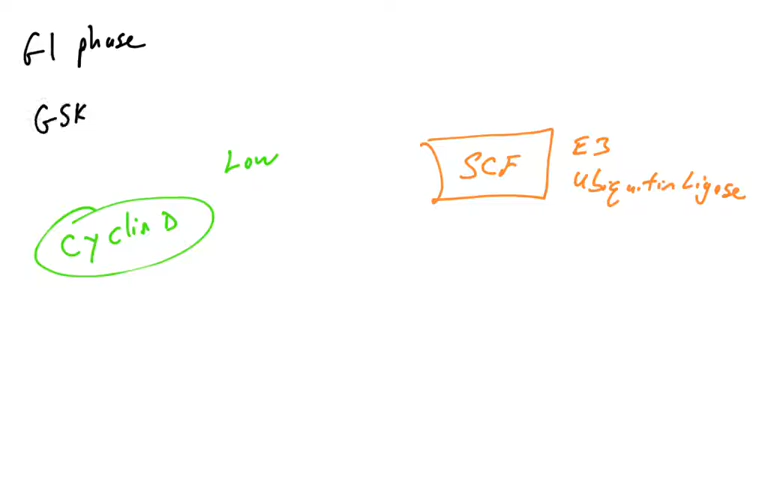 G1 phase
GSK
Low
Cyclin D
SCF
E3
Ubiquitin Ligase